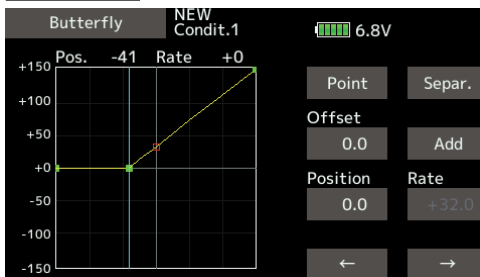 Butterfly
NEW
Condit.1
6.8V
Pos. -41 Rate +0
+150
+100
+50
+0
-50
-100
-150
Point
Separ.
Offset
0.0
Add
Position
Rate
0.0
+32.0
←
→